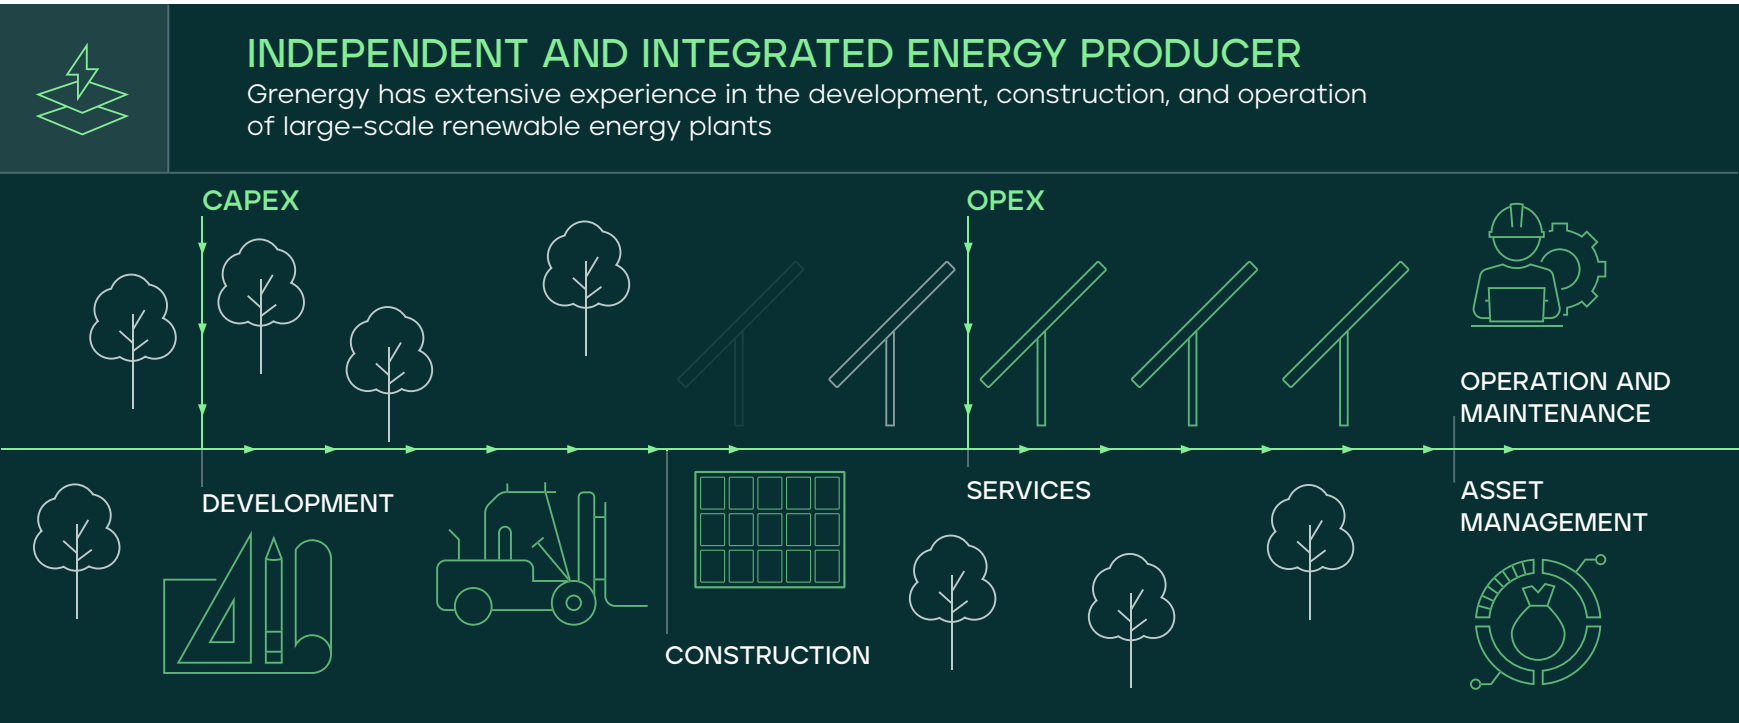 INDEPENDENT AND INTEGRATED ENERGY PRODUCER
Grenergy has extensive experience in the development, construction, and operation
of large-scale renewable energy plants
CAPEX
OPEX
OPERATION AND
MAINTENANCE
DEVELOPMENT
SERVICES
ASSET
MANAGEMENT
CONSTRUCTION